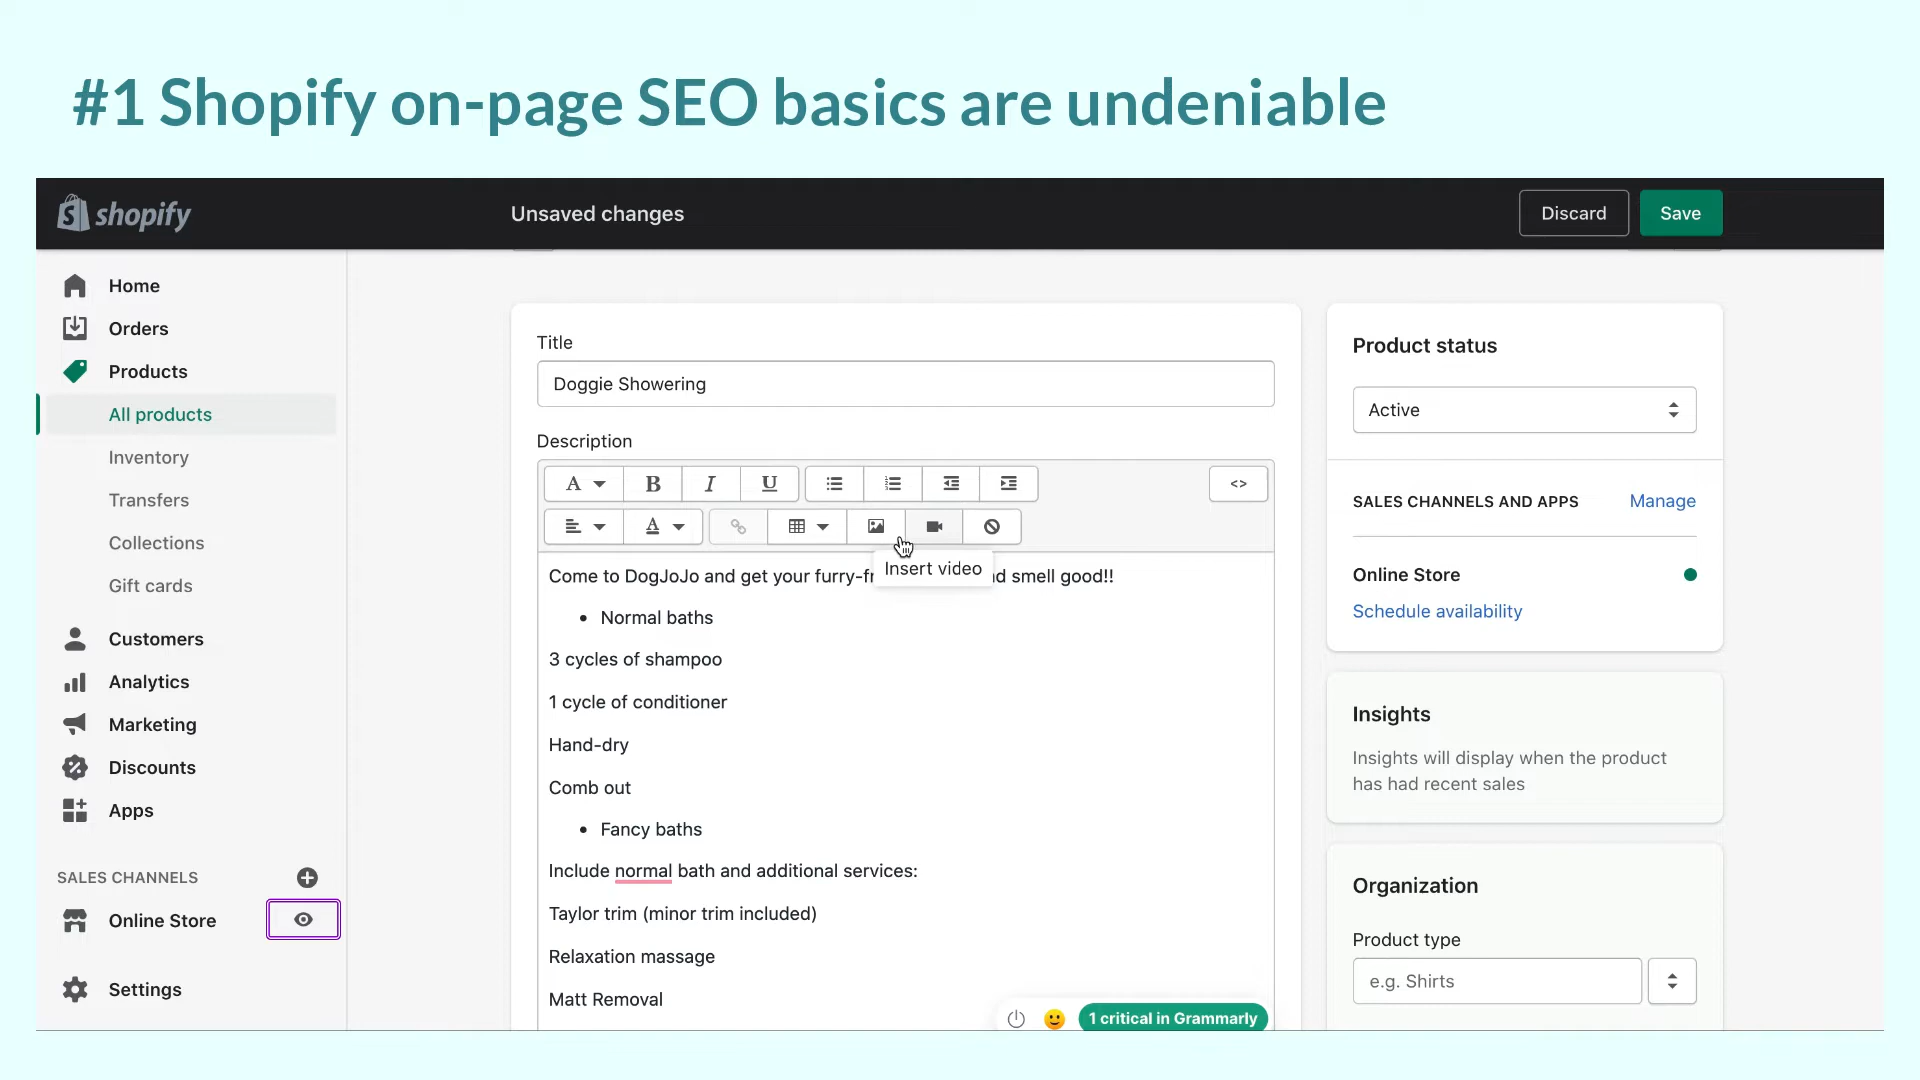 #1 Shopify on-page SEO basics are undeniable
shopify
Unsaved changes
Discard
Save
Home
Orders
Products
All products
Inventory
Transfers
Collections
Gift cards
Customers
Analytics
Marketing
Discounts
Apps
SALES CHANNELS
Online Store
Settings
Title
Doggie Showering
Description
A
B
I
U
<>
A
Insert video
Come to DogJoJo and get your furry-fr d smell good!!
• Normal baths
3 cycles of shampoo
1 cycle of conditioner
Hand-dry
Comb out
• Fancy baths
Include normal bath and additional services:
Taylor trim (minor trim included)
Relaxation massage
Matt Removal
1 critical in Grammarly
Product status
Active
SALES CHANNELS AND APPS
Manage
Online Store
Schedule availability
Insights
Insights will display when the product
has had recent sales
Organization
Product type
e.g. Shirts